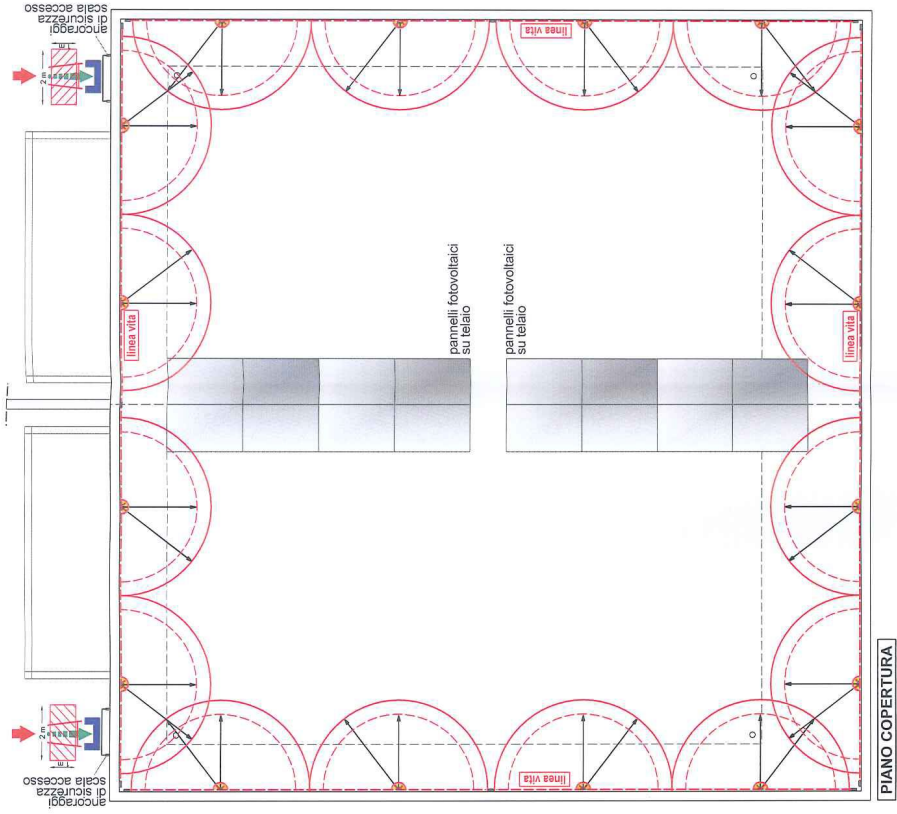 ancoraggi
di sicurezza
scala accesso
2 m
linea vita
pannelli fotovoltaici
su telaio
pannelli fotovoltaici
su telaio
linea vita
linea vita
linea vita
ancoraggi
di sicurezza
scala accesso
2 m
PIANO COPERTURA